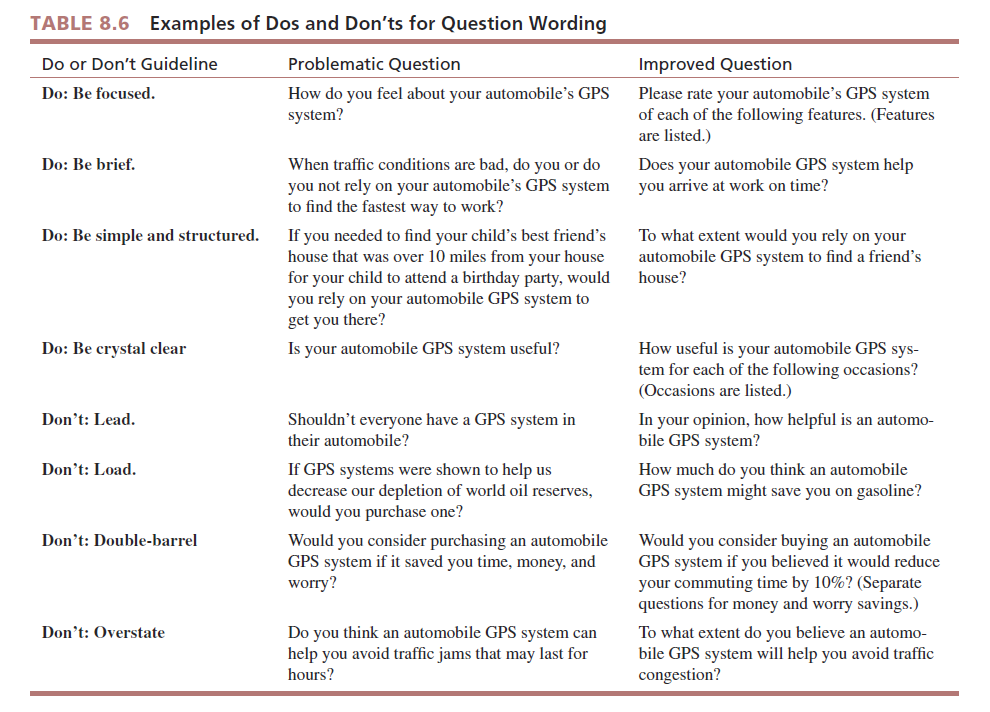 TABLE 8.6 Examples of Dos and Don'ts for Question Wording
Do or Don't Guideline Problematic Question Improved Question
Do: Be focused. How do you feel about your automobile's GPS Please rate your automobile's GPS system
system? of each of the following features. (Features
are listed.)
Do: Be brief. When traffic conditions are bad, do you or do Does your automobile GPS system help
you not rely on your automobile's GPS system you arrive at work on time?
to find the fastest way to work?
Do: Be simple and structured. If you needed to find your child's best friend's To what extent would you rely on your
house that was over 10 miles from your house automobile GPS system to find a friend's
for your child to attend a birthday party, would house?
you rely on your automobile GPS system to
get you there?
Do: Be crystal clear Is your automobile GPS system useful? How useful is your automobile GPS sys-
tem for each of the following occasions?
(Occasions are listed.)
Don't: Lead. Shouldn't everyone have a GPS system in In your opinion, how helpful is an automo-
their automobile? bile GPS system?
Don't: Load. If GPS systems were shown to help us How much do you think an automobile
decrease our depletion of world oil reserves, GPS system might save you on gasoline?
would you purchase one?
Don't: Double-barrel Would you consider purchasing an automobile Would you consider buying an automobile
GPS system if it saved you time, money, and GPS system if you believed it would reduce
worry? your commuting time by 10%? (Separate
questions for money and worry savings.)
Don't: Overstate Do you think an automobile GPS system can To what extent do you believe an automo-
help you avoid traffic jams that may last for bile GPS system will help you avoid traffic
hours? congestion?